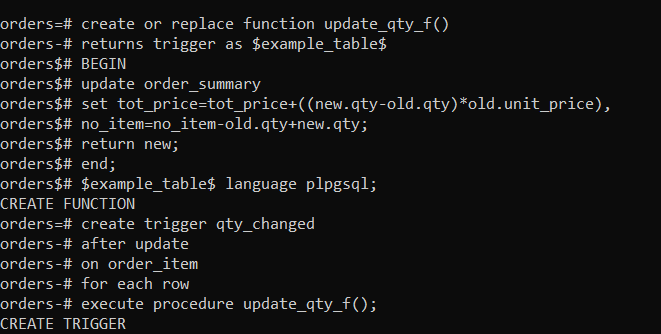 orders=# create or replace function update_qty_f()
orders-# returns trigger as $example_table$
orders$# BEGIN
orders$# update order_summary
orders$# set tot_price=tot_price+((new.qty-old.qty)*old.unit_price),
orders$# no_item=no_item-old.qty+new.qty;
orders$# return new;
orders$# end;
orders$# $example_table$ language plpgsql;
CREATE FUNCTION
orders=# create trigger qty_changed
orders-# after update
orders-# on order_item
orders-# for each row
orders-# execute procedure update_qty_f();
CREATE TRIGGER